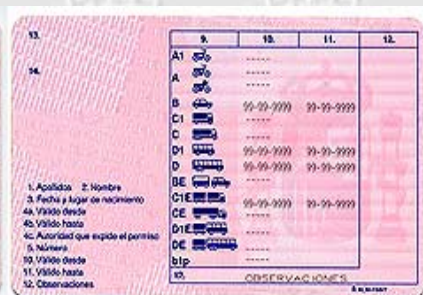 13.
9. 10. 11. 12.
A1 -----
14.
A -----
-----
B 99-99-9999 99-99-9999
C1 -----
C -----
D1 99-99-9999 99-99-9999
D 99-99-9999 99-99-9999
BE -----
C1E 99-99-9999 99-99-9999
CE -----
D1E -----
DE -----
btp
1. Apellidos 2. Nombre
3. Fecha y lugar de nacimiento
4a. Válido desde
4b. Válido hasta
4c. Autoridad que expide el permiso
5. Número
10. Válido desde
11. Válido hasta
12. Observaciones
12. OBSERVACIONES